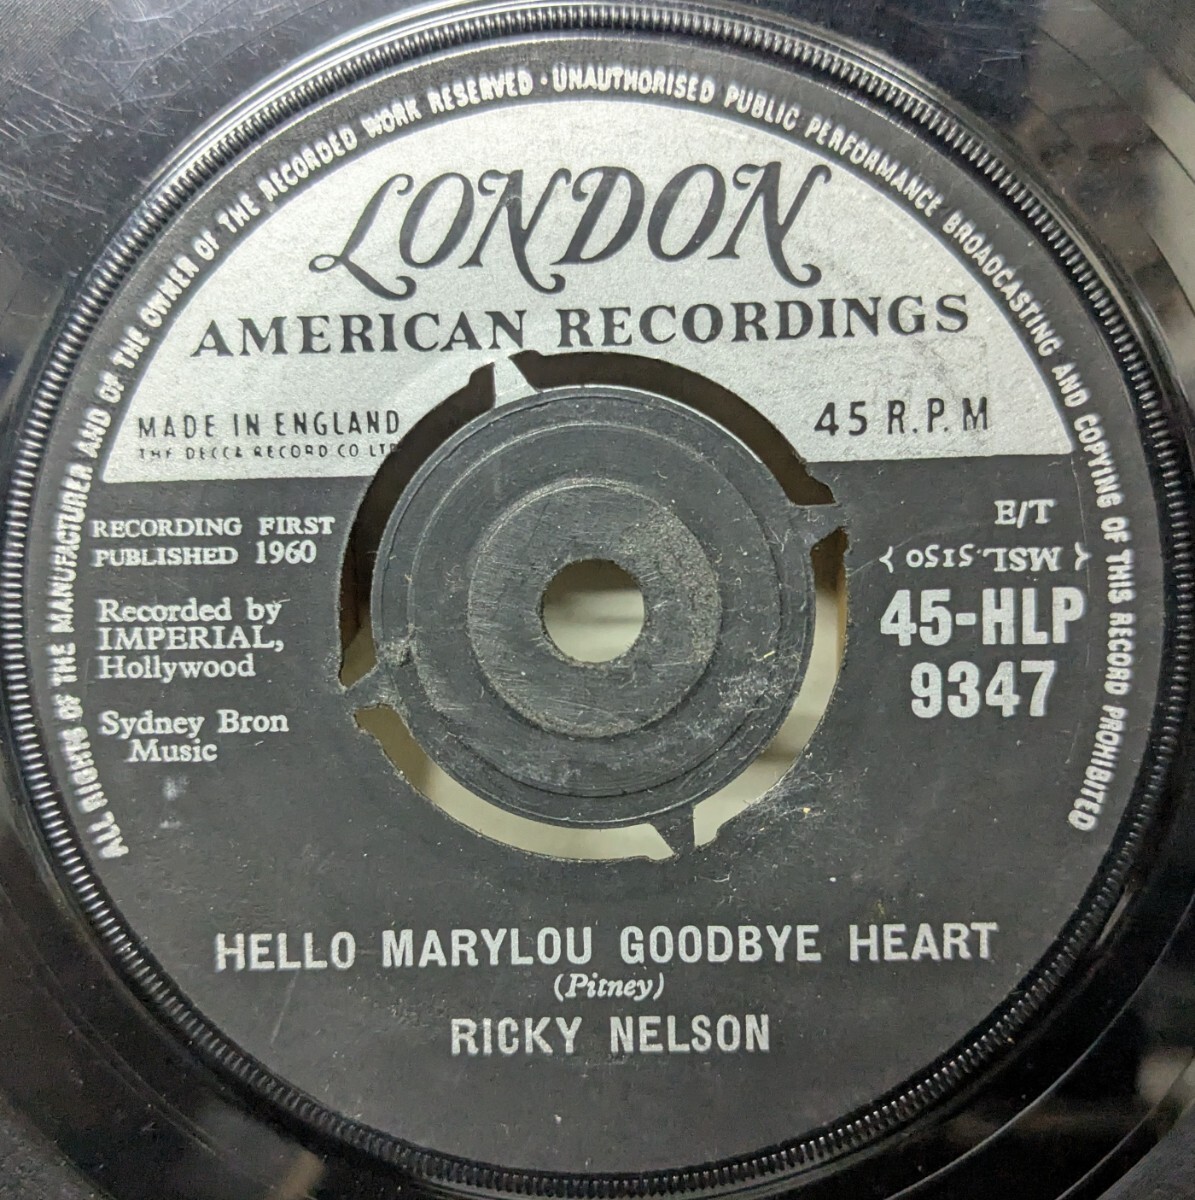 ALL RIGHTS OF THE MANUFACTURER AND OF THE OWNER OF THE RECORDED WORK RESERVED · UNAUTHORISED PUBLIC PERFORMANCE BROADCASTING AND COPYING OF THIS RECORD PROHIBITED
LONDON
AMERICAN RECORDINGS
MADE IN ENGLAND
THE DECCA RECORD CO LTD
45 R.P.M
RECORDING FIRST
PUBLISHED 1960
Recorded by
IMPERIAL,
Hollywood
Sydney Bron
Music
E/T
{ MSL.5150 }
45-HLP
9347
HELLO MARYLOU GOODBYE HEART
(Pitney)
RICKY NELSON